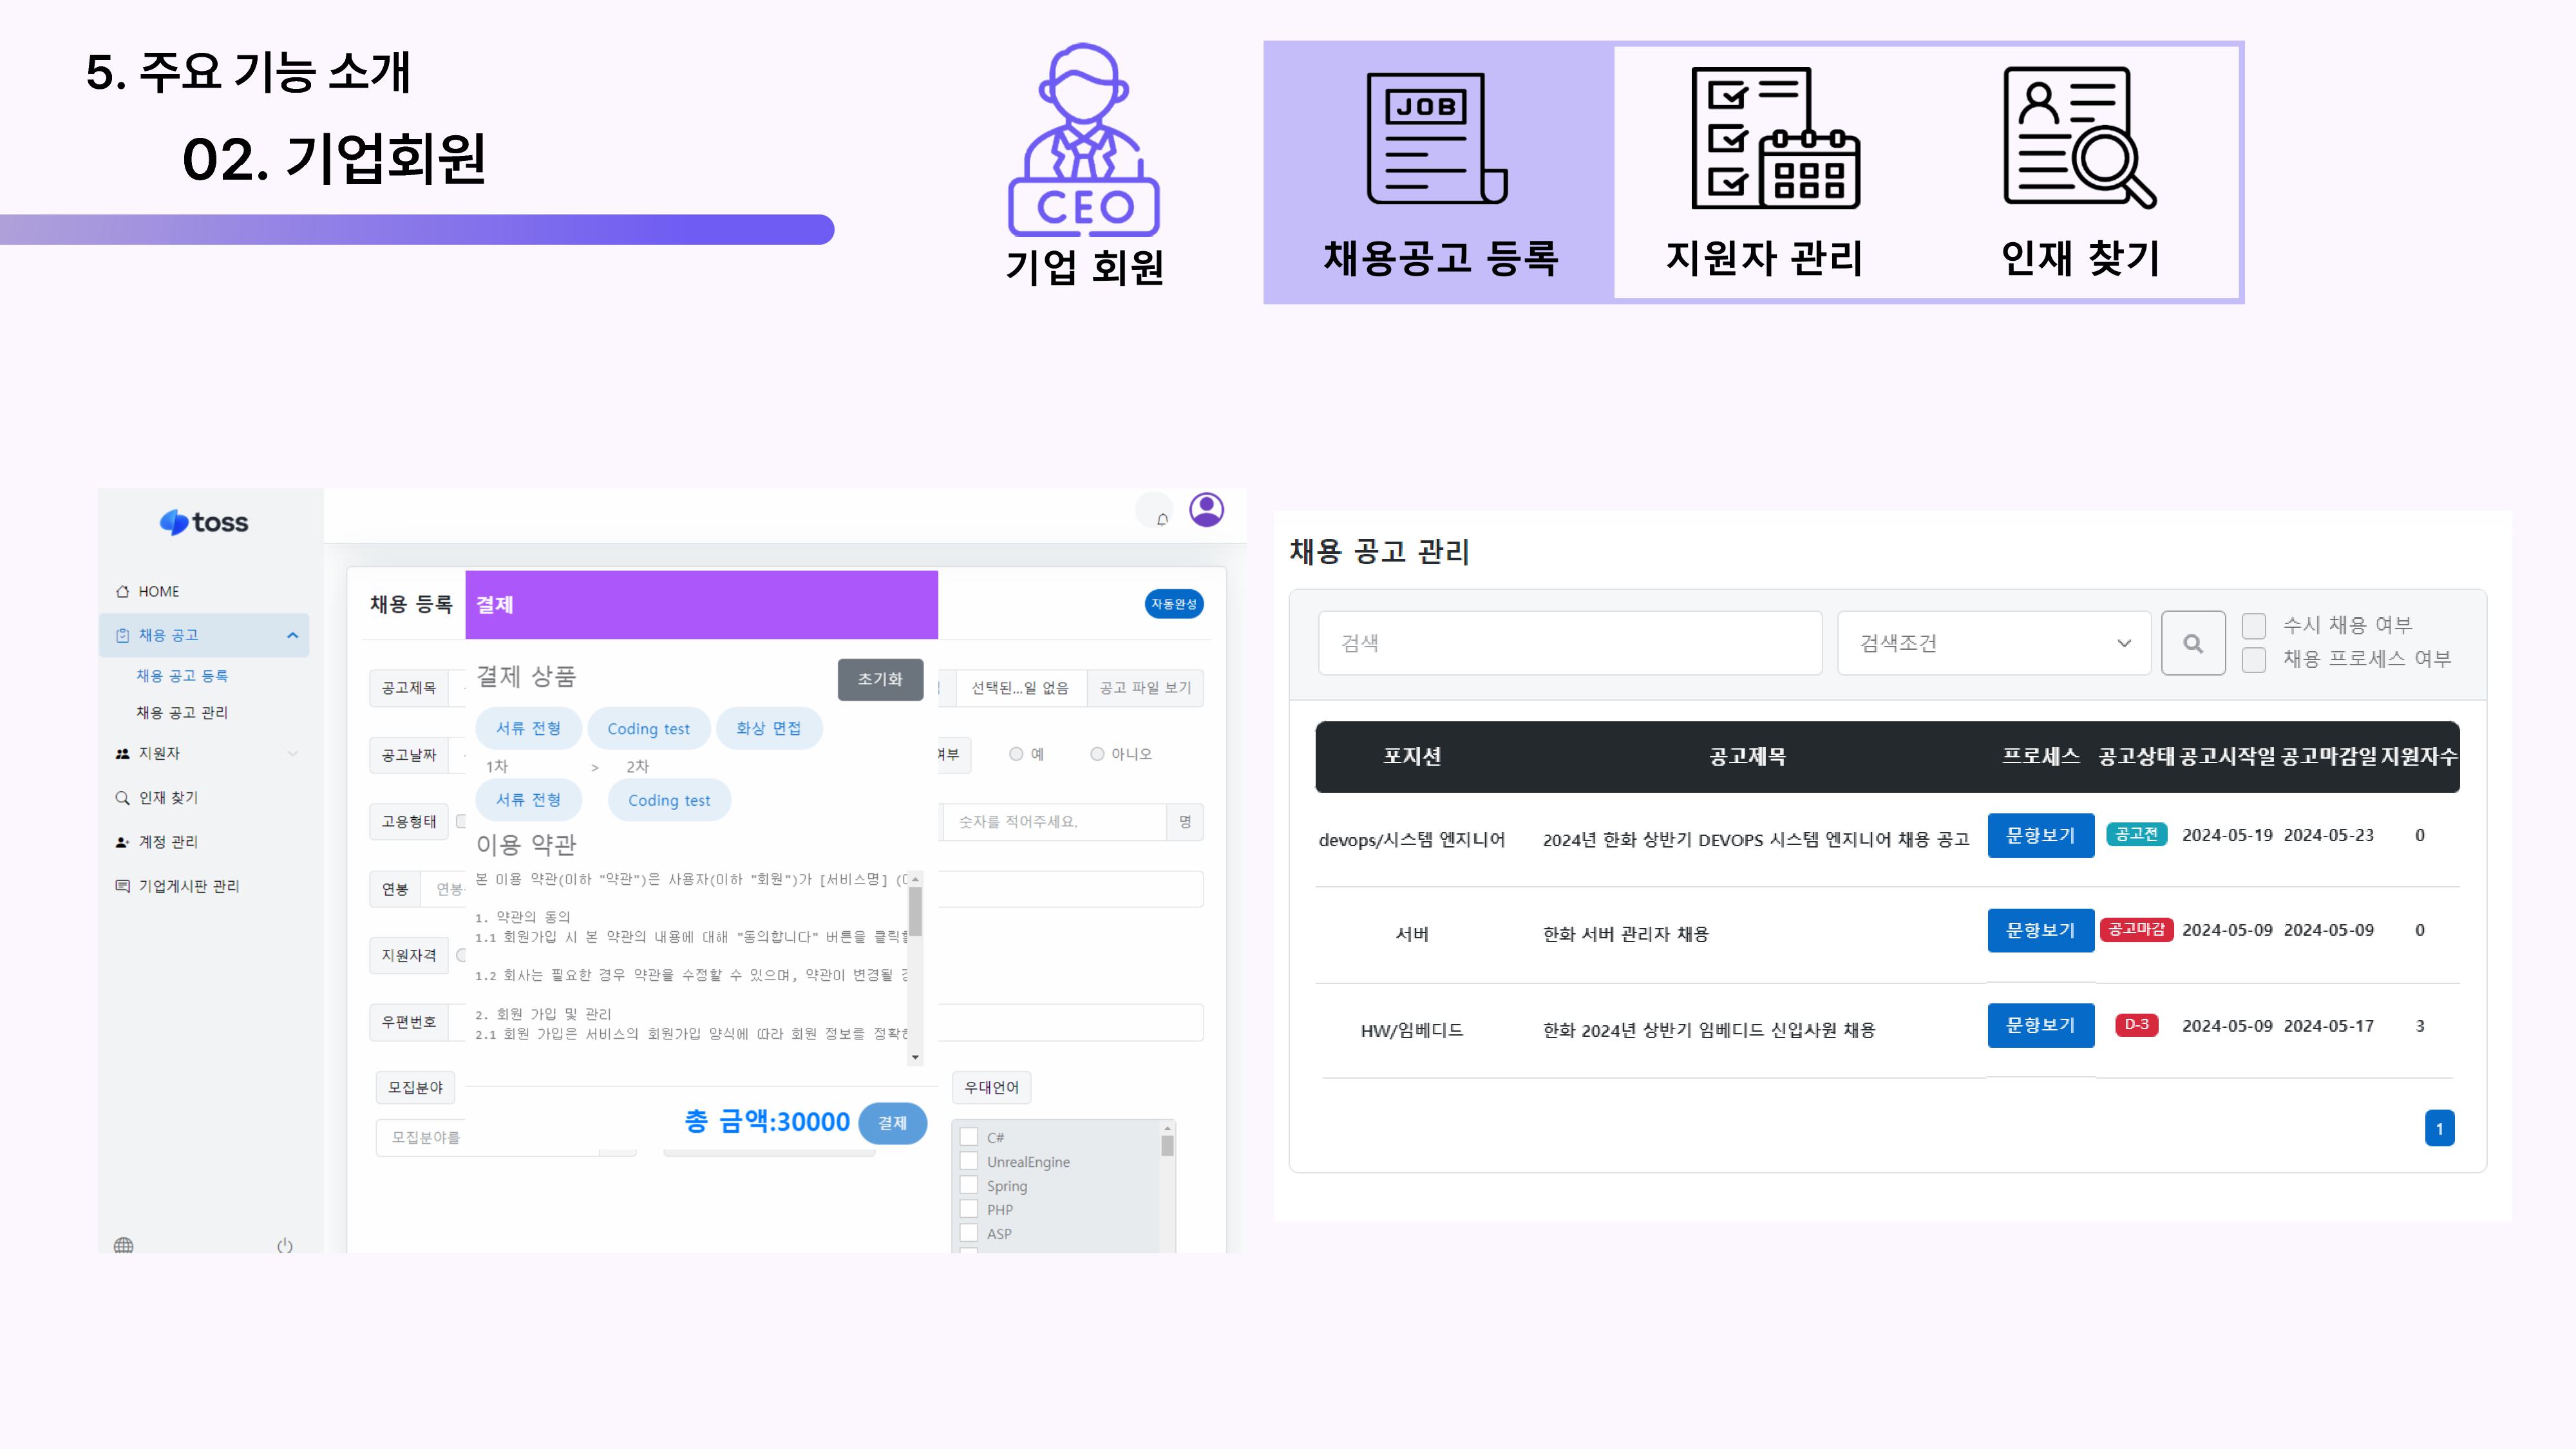 5. 주요 기능 소개
02. 기업회원
CEO
기업 회원
JOB
채용공고 등록
지원자 관리
인재 찾기
toss
HOME
채용 공고
채용 공고 등록
채용 공고 관리
지원자
인재 찾기
계정 관리
기업게시판 관리
채용 등록
결제
자동완성
결제 상품
초기화
공고제목
선택된...일 없음
공고 파일 보기
서류 전형
Coding test
화상 면접
공고날짜
1차 > 2차
여부
예
아니오
서류 전형
Coding test
고용형태
숫자를 적어주세요.
명
이용 약관
연봉
연봉
본 이용 약관(이하 "약관")은 사용자(이하 "회원")가 [서비스명] (
1. 약관의 동의
1.1 회원가입 시 본 약관의 내용에 대해 "동의합니다" 버튼을 클릭
지원자격
1.2 회사는 필요한 경우 약관을 수정할 수 있으며, 약관이 변경될
2. 회원 가입 및 관리
우편번호
2.1 회원 가입은 서비스의 회원가입 양식에 따라 회원 정보를 정확
모집분야
우대언어
총 금액:30000
결제
모집분야를
C#
UnrealEngine
Spring
PHP
ASP
채용 공고 관리
검색
검색조건
수시 채용 여부
채용 프로세스 여부
포지션 공고제목 프로세스 공고상태 공고시작일 공고마감일 지원자수
devops/시스템 엔지니어 2024년 한화 상반기 DEVOPS 시스템 엔지니어 채용 공고 문항보기 공고전 2024-05-19 2024-05-23 0
서버 한화 서버 관리자 채용 문항보기 공고마감 2024-05-09 2024-05-09 0
HW/임베디드 한화 2024년 상반기 임베디드 신입사원 채용 문항보기 D-3 2024-05-09 2024-05-17 3
1